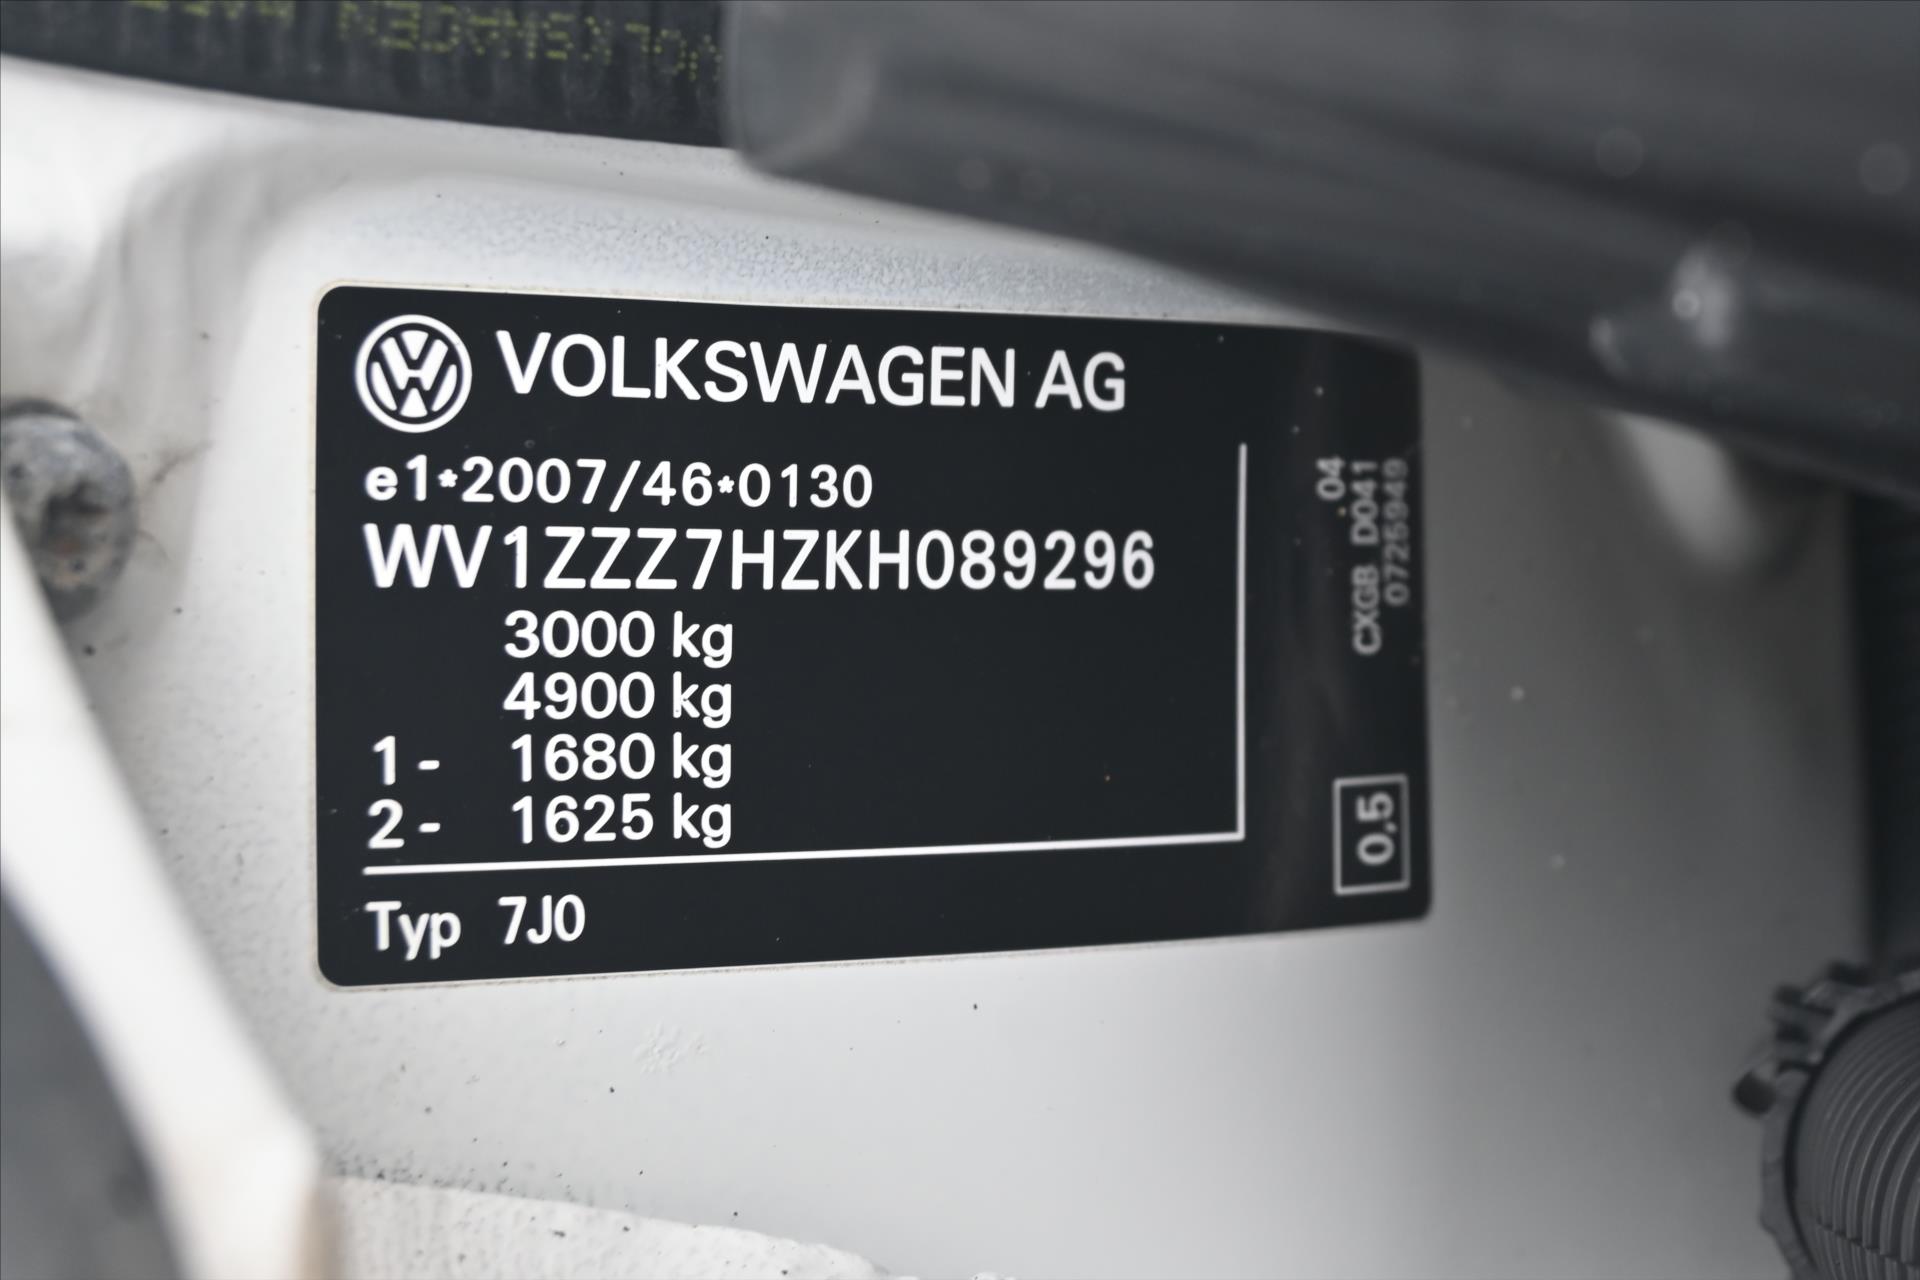 VOLKSWAGEN AG
e1*2007/46*0130
WV1ZZZ7HZKH089296
3000 kg
4900 kg
1- 1680 kg
2- 1625 kg
Typ 7J0
04
CXGB D041
07259949
0,5